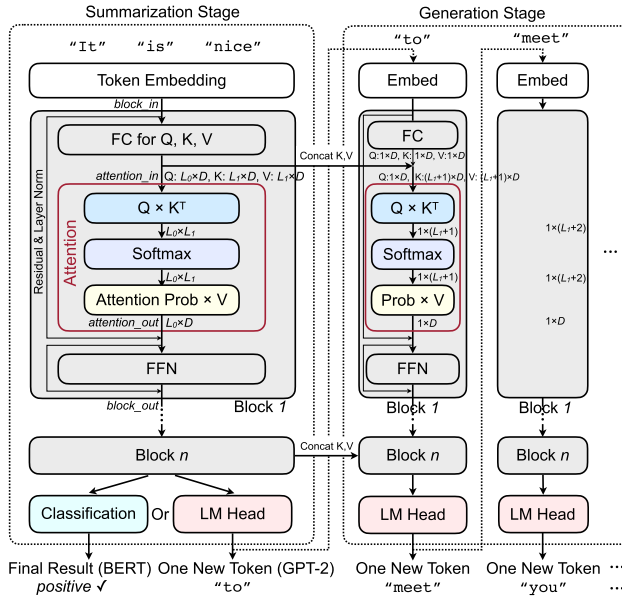 Summarization Stage
Generation Stage
“It” “is” “nice”
“to”
“meet”
Token Embedding
Embed
Embed
block_in
FC for Q, K, V
FC
Concat K,V
Q:1×D, K:1×D, V:1×D
attention_in Q: L₀×D, K: L₁×D, V: L₁×D
Q:1×D, K:(L₁+1)×D, V: (L₁+1)×D
Residual & Layer Norm
Attention
Q × Kᵀ
Q × Kᵀ
L₀×L₁
1×(L₁+1)
1×(L₁+2)
Softmax
Softmax
L₀×L₁
1×(L₁+1)
1×(L₁+2)
...
Attention Prob × V
Prob × V
attention_out L₀×D
1×D
1×D
FFN
FFN
block_out
Block 1
Block 1
Block 1
Block n
Concat K,V
Block n
Block n
Classification Or LM Head
LM Head
LM Head
Final Result (BERT)
One New Token (GPT-2)
One New Token
One New Token ...
positive ✓
“to”
“meet”
“you” ...